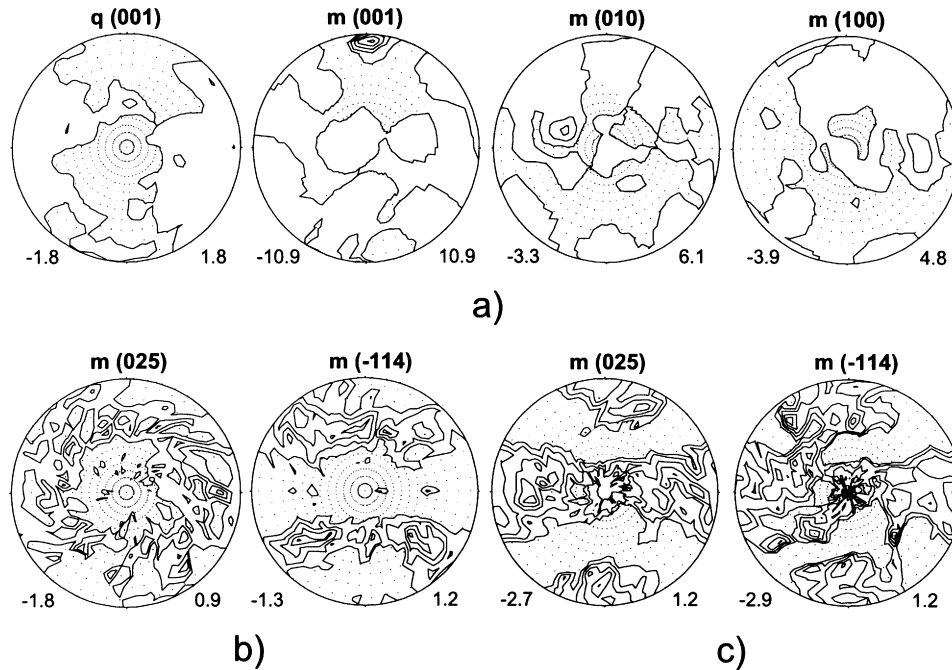 q (001) m (001) m (010) m (100)
-1.8 1.8 -10.9 10.9 -3.3 6.1 -3.9 4.8
a)
m (025) m (-114) m (025) m (-114)
-1.8 0.9 -1.3 1.2 -2.7 1.2 -2.9 1.2
b) c)